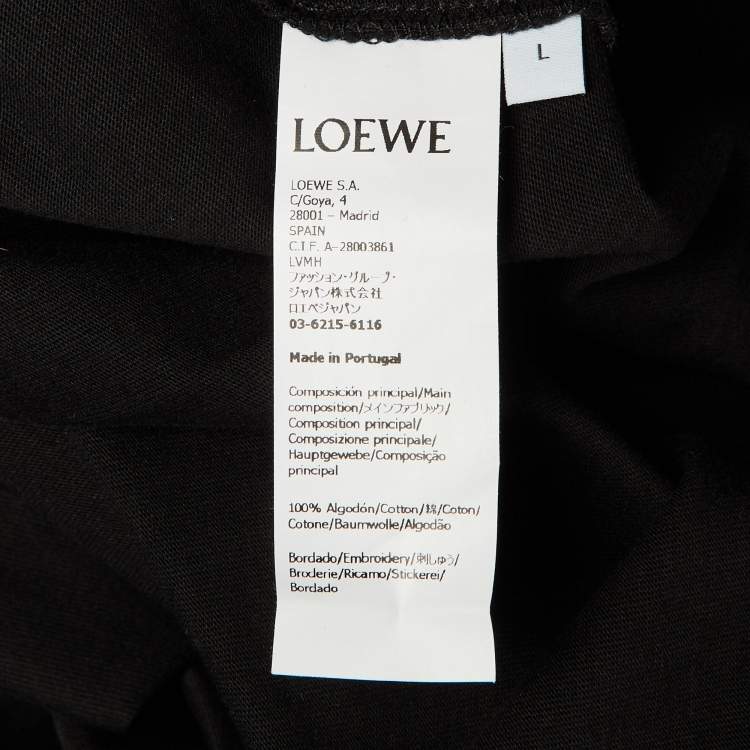 L
LOEWE
LOEWE S.A.
C/Goya, 4
28001 – Madrid
SPAIN
C.I.F. A-28003861
LVMH
ファッション・グループ・
ジャパン株式会社
ロエベジャパン
03-6215-6116
Made in Portugal
Composición principal/Main
composition/メインファブリック/
Composition principal/
Composizione principale/
Hauptgewebe/Composição
principal
100% Algodón/Cotton/綿/Coton/
Cotone/Baumwolle/Algodão
Bordado/Embroidery/刺しゅう/
Broderie/Ricamo/Stickerei/
Bordado